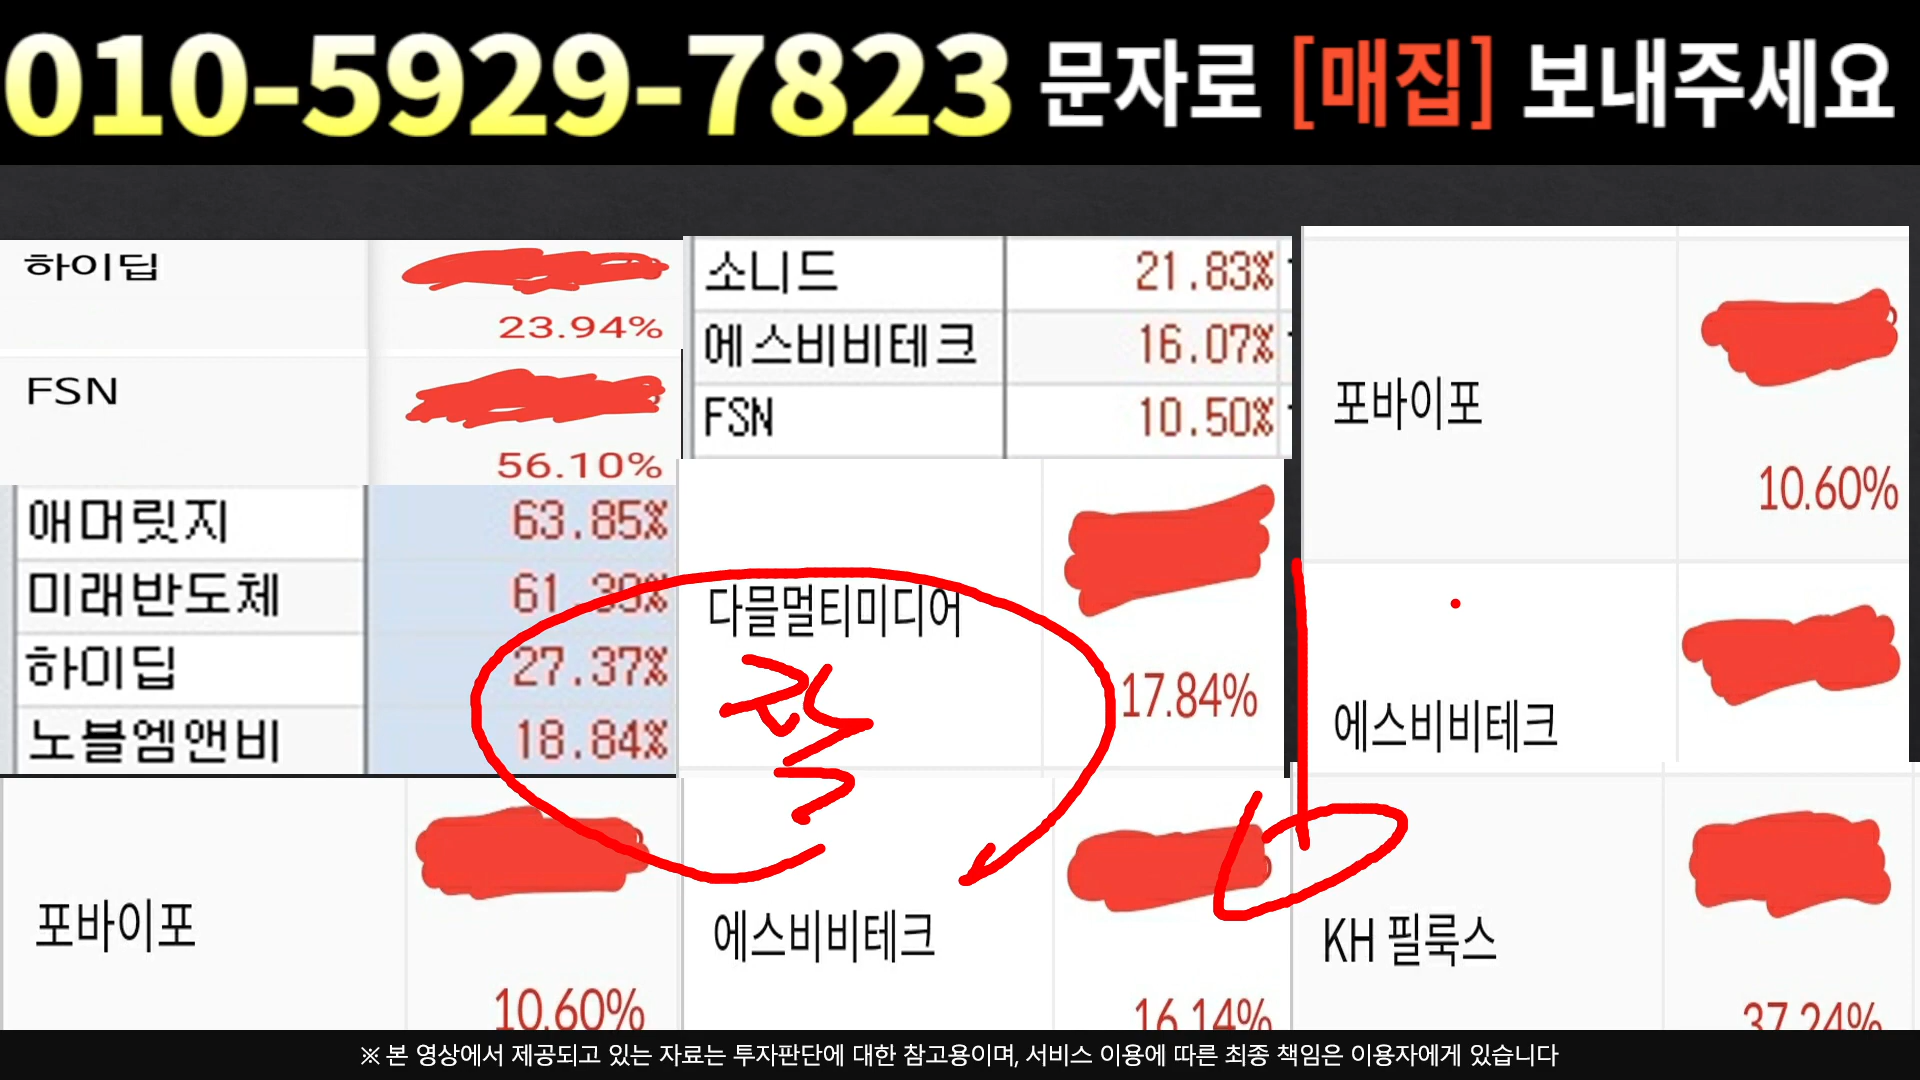 010-5929-7823 문자로 [매집] 보내주세요
하이딥
23.94%
FSN
56.10%
애머릿지 63.85%
미래반도체 61.39%
하이딥 27.37%
노블엠앤비 18.84%
포바이포
10.60%
소니드 21.83%
에스비비테크 16.07%
FSN 10.50%
다믈멀티미디어
17.84%
에스비비테크
16.14%
포바이포
10.60%
에스비비테크
KH 필룩스
37.24%
※ 본 영상에서 제공되고 있는 자료는 투자판단에 대한 참고용이며, 서비스 이용에 따른 최종 책임은 이용자에게 있습니다